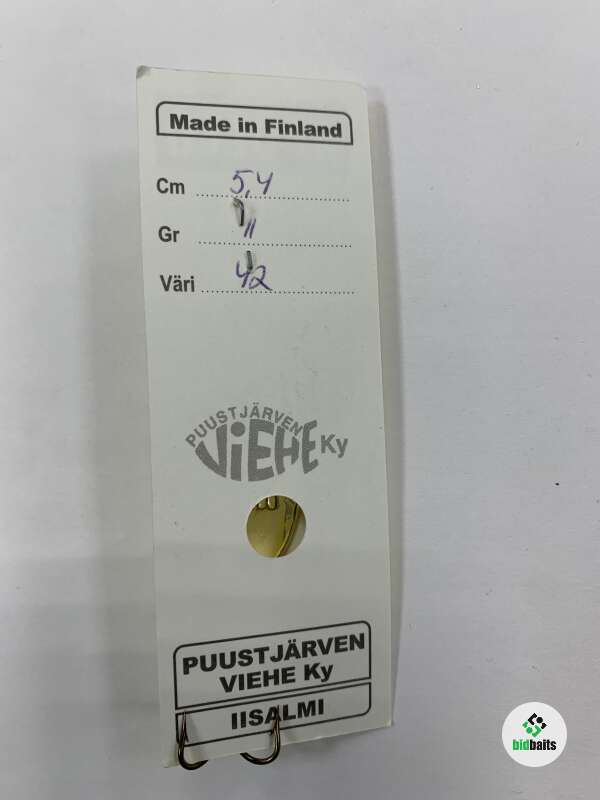 Made in Finland
Cm 5,4
Gr 11
Väri 42
PUUSTJÄRVEN
ViEHE Ky
PUUSTJÄRVEN
VIEHE Ky
IISALMI
bidbaits